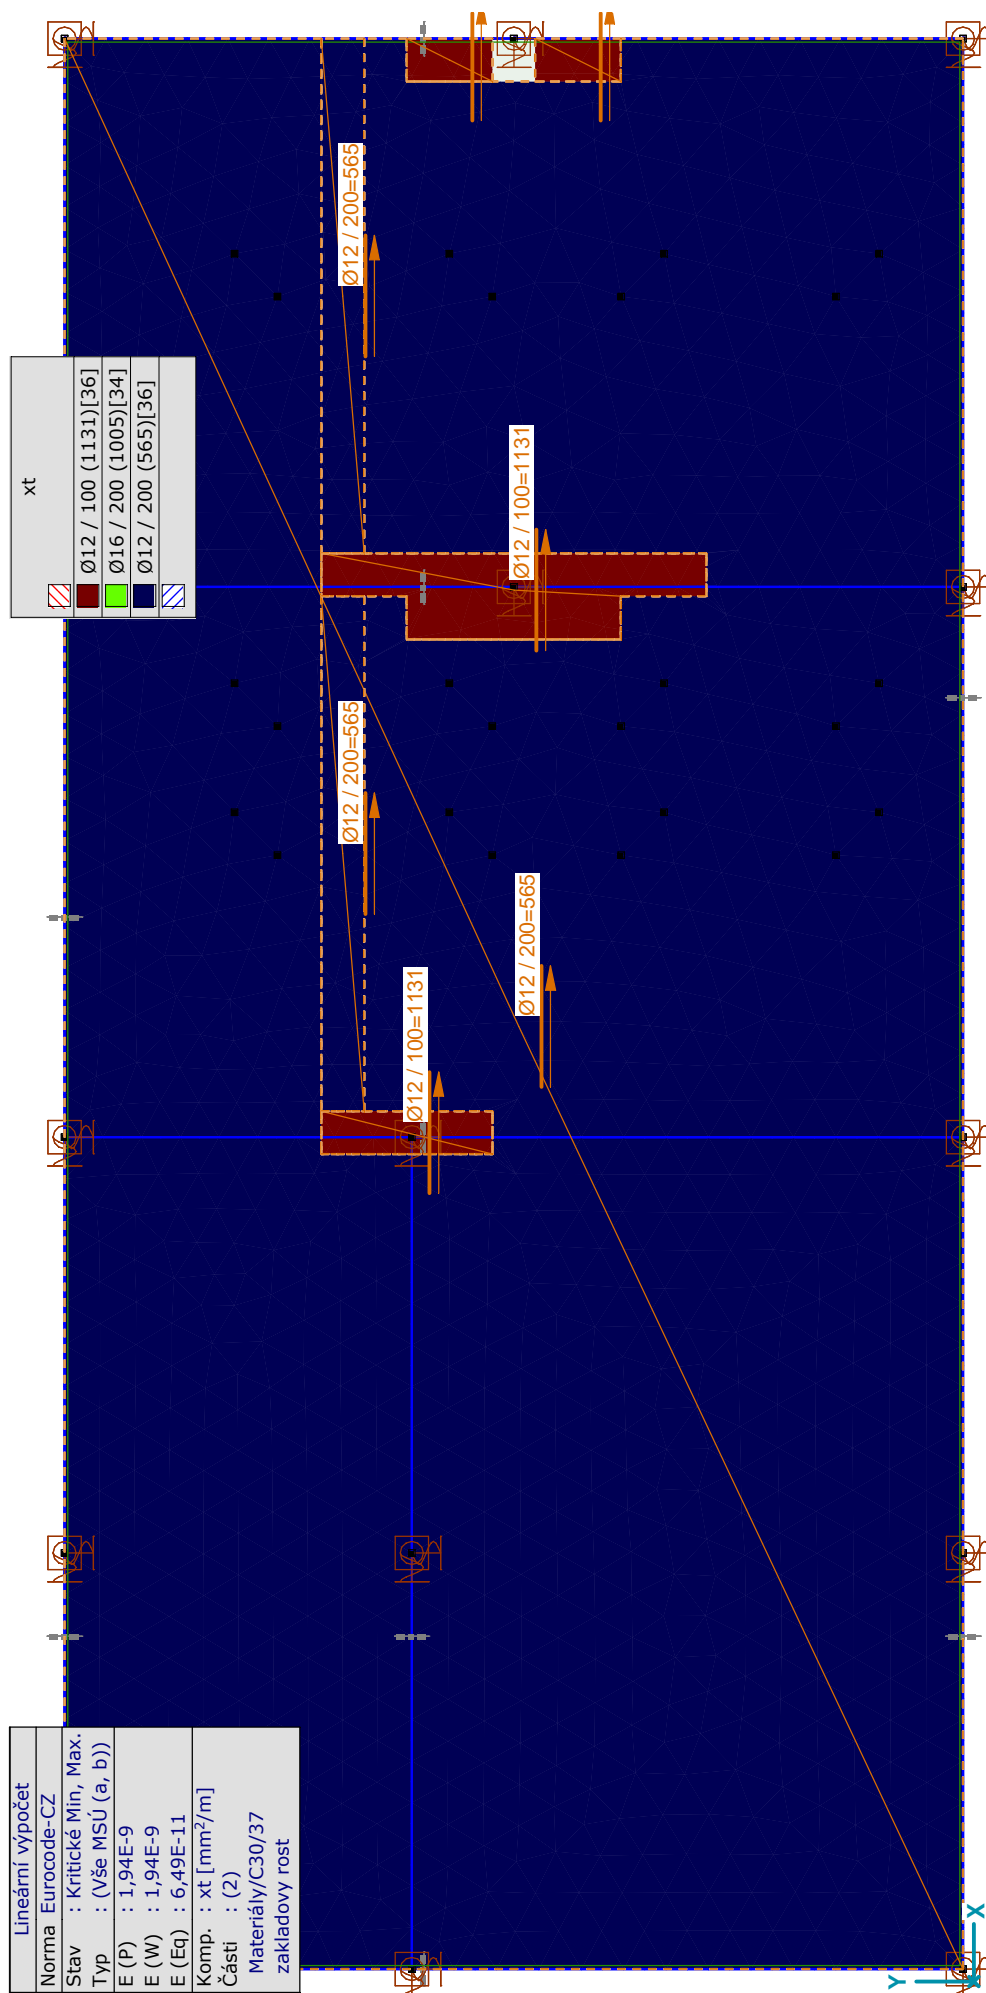 Lineární výpočet
Norma Eurocode-CZ
Stav : Kritické Min, Max.
Typ : (Vše MSÚ (a, b))
E (P) : 1,94E-9
E (W) : 1,94E-9
E (Eq) : 6,49E-11
Komp. : xt [mm²/m]
Části : (2)
Materiály/C30/37
zakladovy rost
xt
Ø12 / 100 (1131)[36]
Ø16 / 200 (1005)[34]
Ø12 / 200 (565)[36]
Ø12 / 200=565
Ø12 / 100=1131
Ø12 / 200=565
Ø12 / 200=565
Ø12 / 100=1131
Y
X